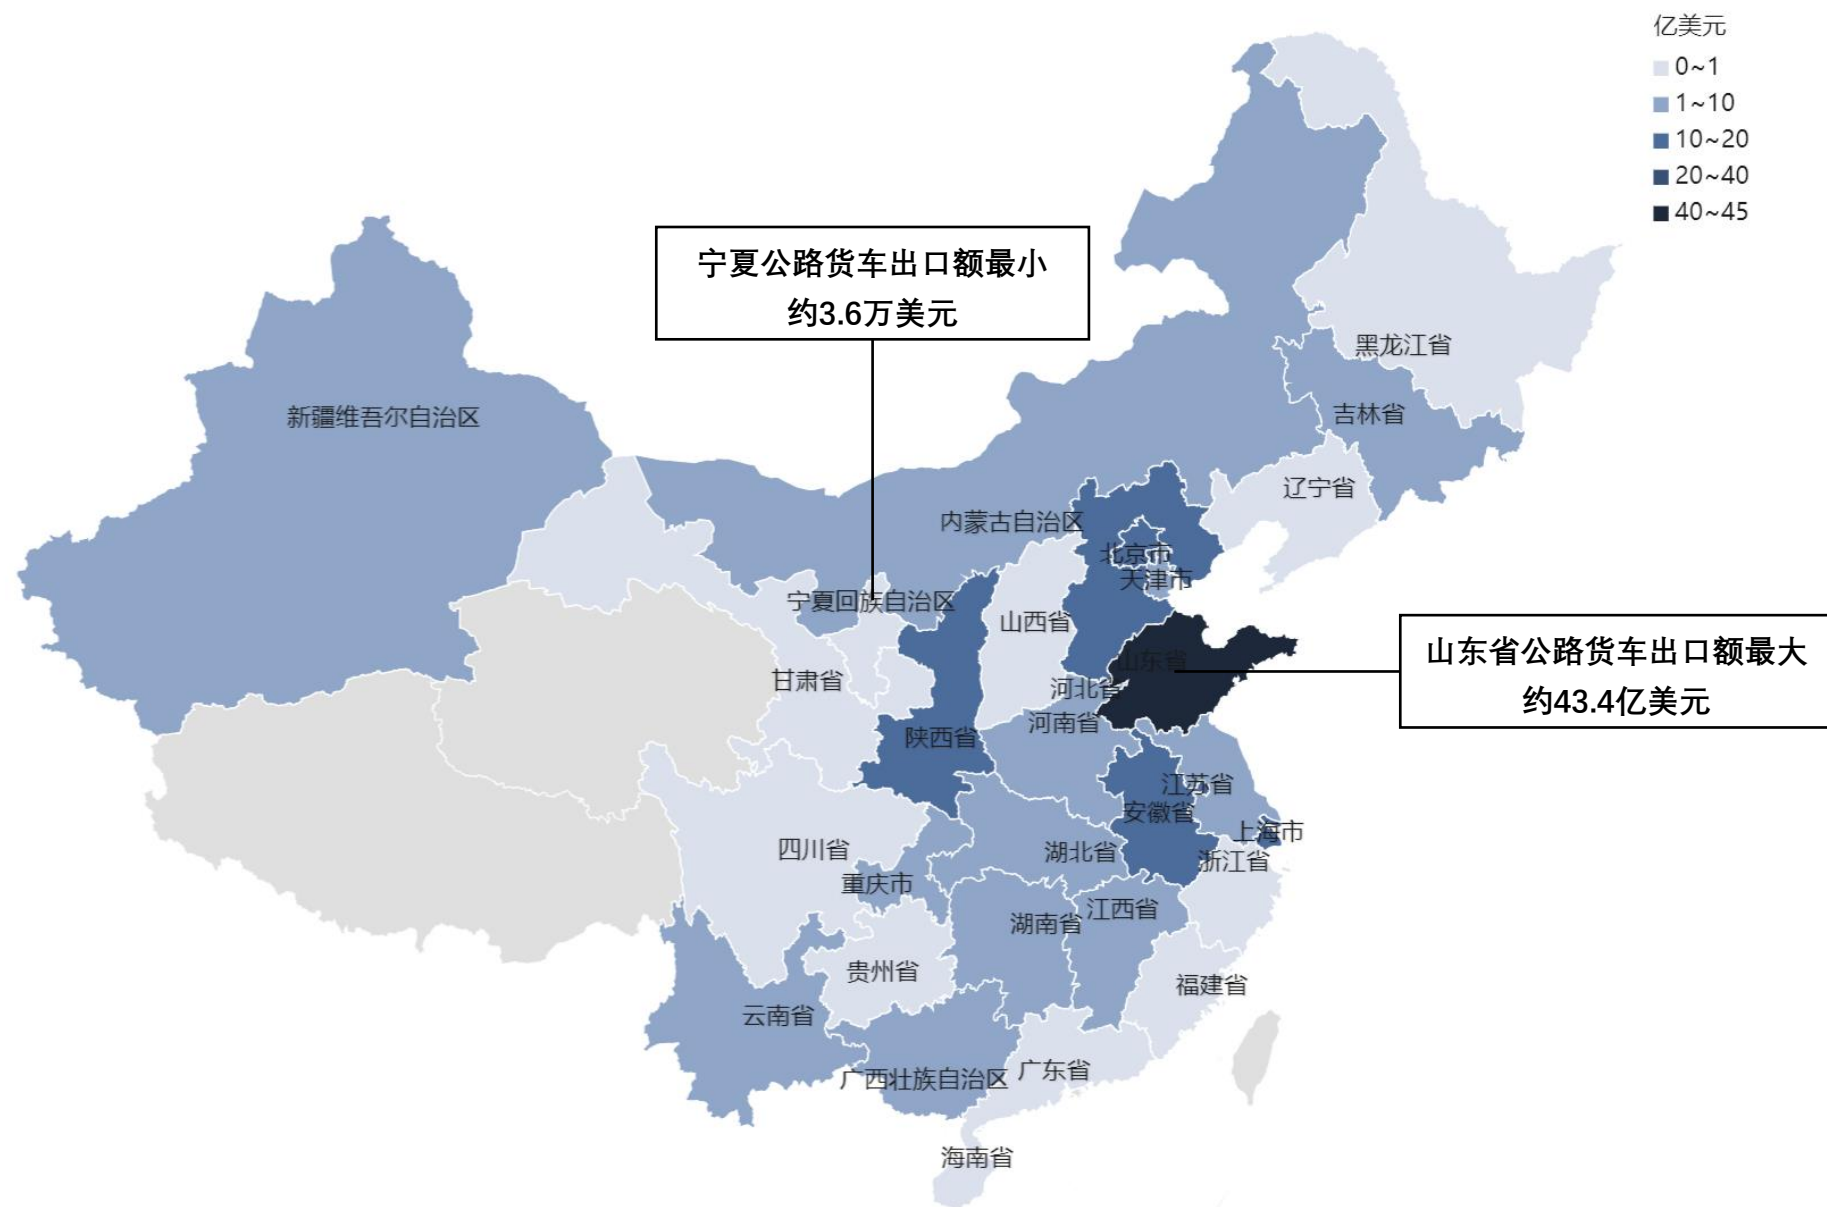 亿美元
0~1
1~10
10~20
20~40
40~45
宁夏公路货车出口额最小
约3.6万美元
黑龙江省
新疆维吾尔自治区
吉林省
辽宁省
内蒙古自治区
北京市
天津市
宁夏回族自治区
山西省
山东省
山东省公路货车出口额最大
约43.4亿美元
甘肃省
河北省
河南省
陕西省
江苏省
安徽省
上海市
四川省
湖北省
浙江省
重庆市
江西省
湖南省
贵州省
福建省
云南省
广西壮族自治区
广东省
海南省